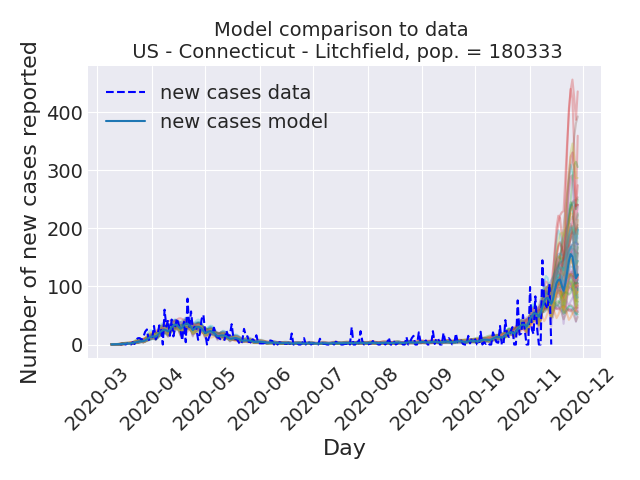 Model comparison to data
US - Connecticut - Litchfield, pop. = 180333
Number of new cases reported
400
300
200
100
0
new cases data
new cases model
2020-03
2020-04
2020-05
2020-06
2020-07
2020-08
2020-09
2020-10
2020-11
2020-12
Day